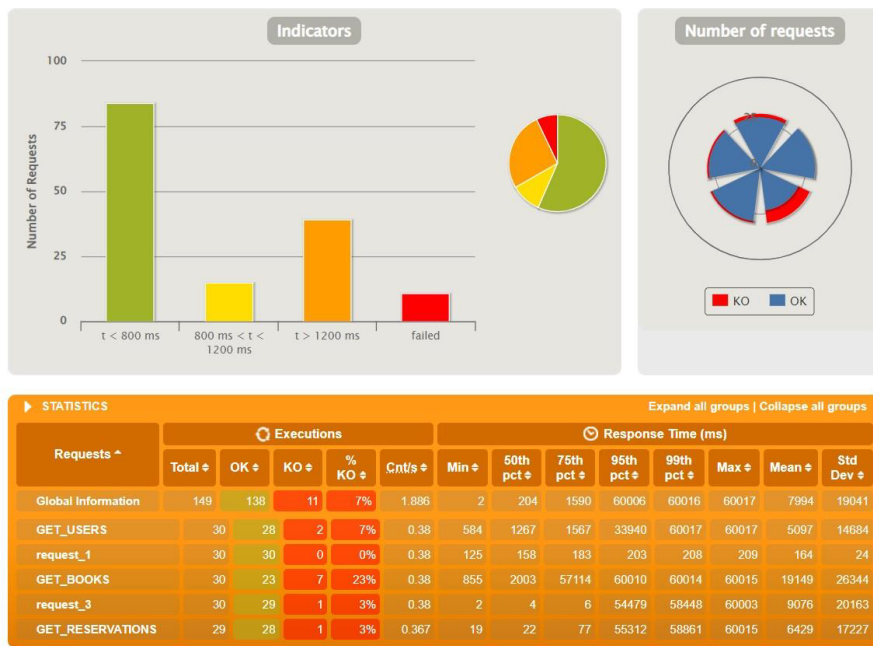 Indicators
Number of Requests
100
75
50
25
0
t < 800 ms
800 ms < t <
1200 ms
t > 1200 ms
failed
Number of requests
KO OK
STATISTICS
Expand all groups | Collapse all groups
Requests
Executions
Response Time (ms)
Total OK KO % KO Cnt/s Min 50th pct 75th pct 95th pct 99th pct Max Mean Std Dev
Global Information 149 138 11 7% 1.886 2 204 1590 60006 60016 60017 7994 19041
GET_USERS 30 28 2 7% 0.38 584 1267 1567 33940 60017 60017 5097 14684
request_1 30 30 0 0% 0.38 125 158 183 203 208 209 164 24
GET_BOOKS 30 23 7 23% 0.38 855 2003 57114 60010 60014 60015 19149 26344
request_3 30 29 1 3% 0.38 2 4 6 54479 58448 60003 9076 20163
GET_RESERVATIONS 29 28 1 3% 0.367 19 22 77 55312 58861 60015 6429 17227